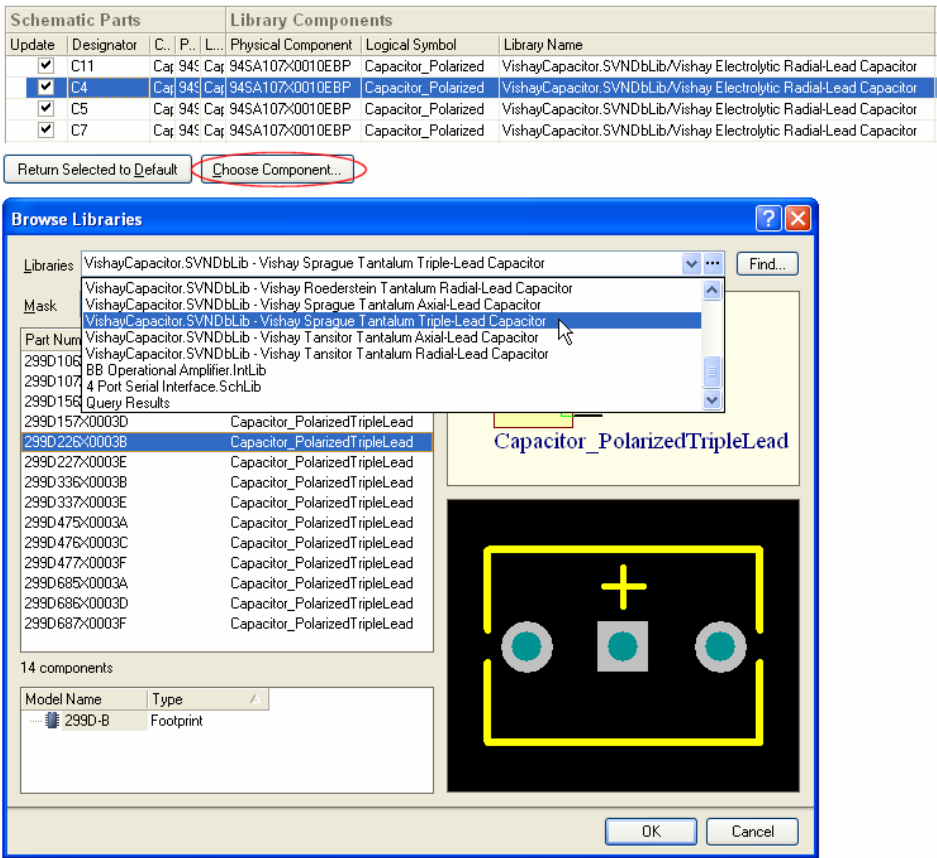 Schematic Parts Library Components
Update Designator C.. P.. L... Physical Component Logical Symbol Library Name
C11 Cap 94S Cap 94SA107X0010EBP Capacitor_Polarized VishayCapacitor.SVNDbLib/Vishay Electrolytic Radial-Lead Capacitor
C4 Cap 94S Cap 94SA107X0010EBP Capacitor_Polarized VishayCapacitor.SVNDbLib/Vishay Electrolytic Radial-Lead Capacitor
C5 Cap 94S Cap 94SA107X0010EBP Capacitor_Polarized VishayCapacitor.SVNDbLib/Vishay Electrolytic Radial-Lead Capacitor
C7 Cap 94S Cap 94SA107X0010EBP Capacitor_Polarized VishayCapacitor.SVNDbLib/Vishay Electrolytic Radial-Lead Capacitor
Return Selected to Default Choose Component...
Browse Libraries
Libraries VishayCapacitor.SVNDbLib - Vishay Sprague Tantalum Triple-Lead Capacitor ... Find...
Mask
VishayCapacitor.SVNDbLib - Vishay Roederstein Tantalum Radial-Lead Capacitor
VishayCapacitor.SVNDbLib - Vishay Sprague Tantalum Axial-Lead Capacitor
VishayCapacitor.SVNDbLib - Vishay Sprague Tantalum Triple-Lead Capacitor
VishayCapacitor.SVNDbLib - Vishay Tansitor Tantalum Axial-Lead Capacitor
VishayCapacitor.SVNDbLib - Vishay Tansitor Tantalum Radial-Lead Capacitor
BB Operational Amplifier.IntLib
4 Port Serial Interface.SchLib
Query Results
Part Num
299D106
299D107
299D156
299D157X0003D Capacitor_PolarizedTripleLead
299D226X0003B Capacitor_PolarizedTripleLead
299D227X0003E Capacitor_PolarizedTripleLead
299D336X0003B Capacitor_PolarizedTripleLead
299D337X0003E Capacitor_PolarizedTripleLead
299D475X0003A Capacitor_PolarizedTripleLead
299D476X0003C Capacitor_PolarizedTripleLead
299D477X0003F Capacitor_PolarizedTripleLead
299D685X0003A Capacitor_PolarizedTripleLead
299D686X0003D Capacitor_PolarizedTripleLead
299D687X0003F Capacitor_PolarizedTripleLead
Capacitor_PolarizedTripleLead
14 components
Model Name Type
299D-B Footprint
OK Cancel